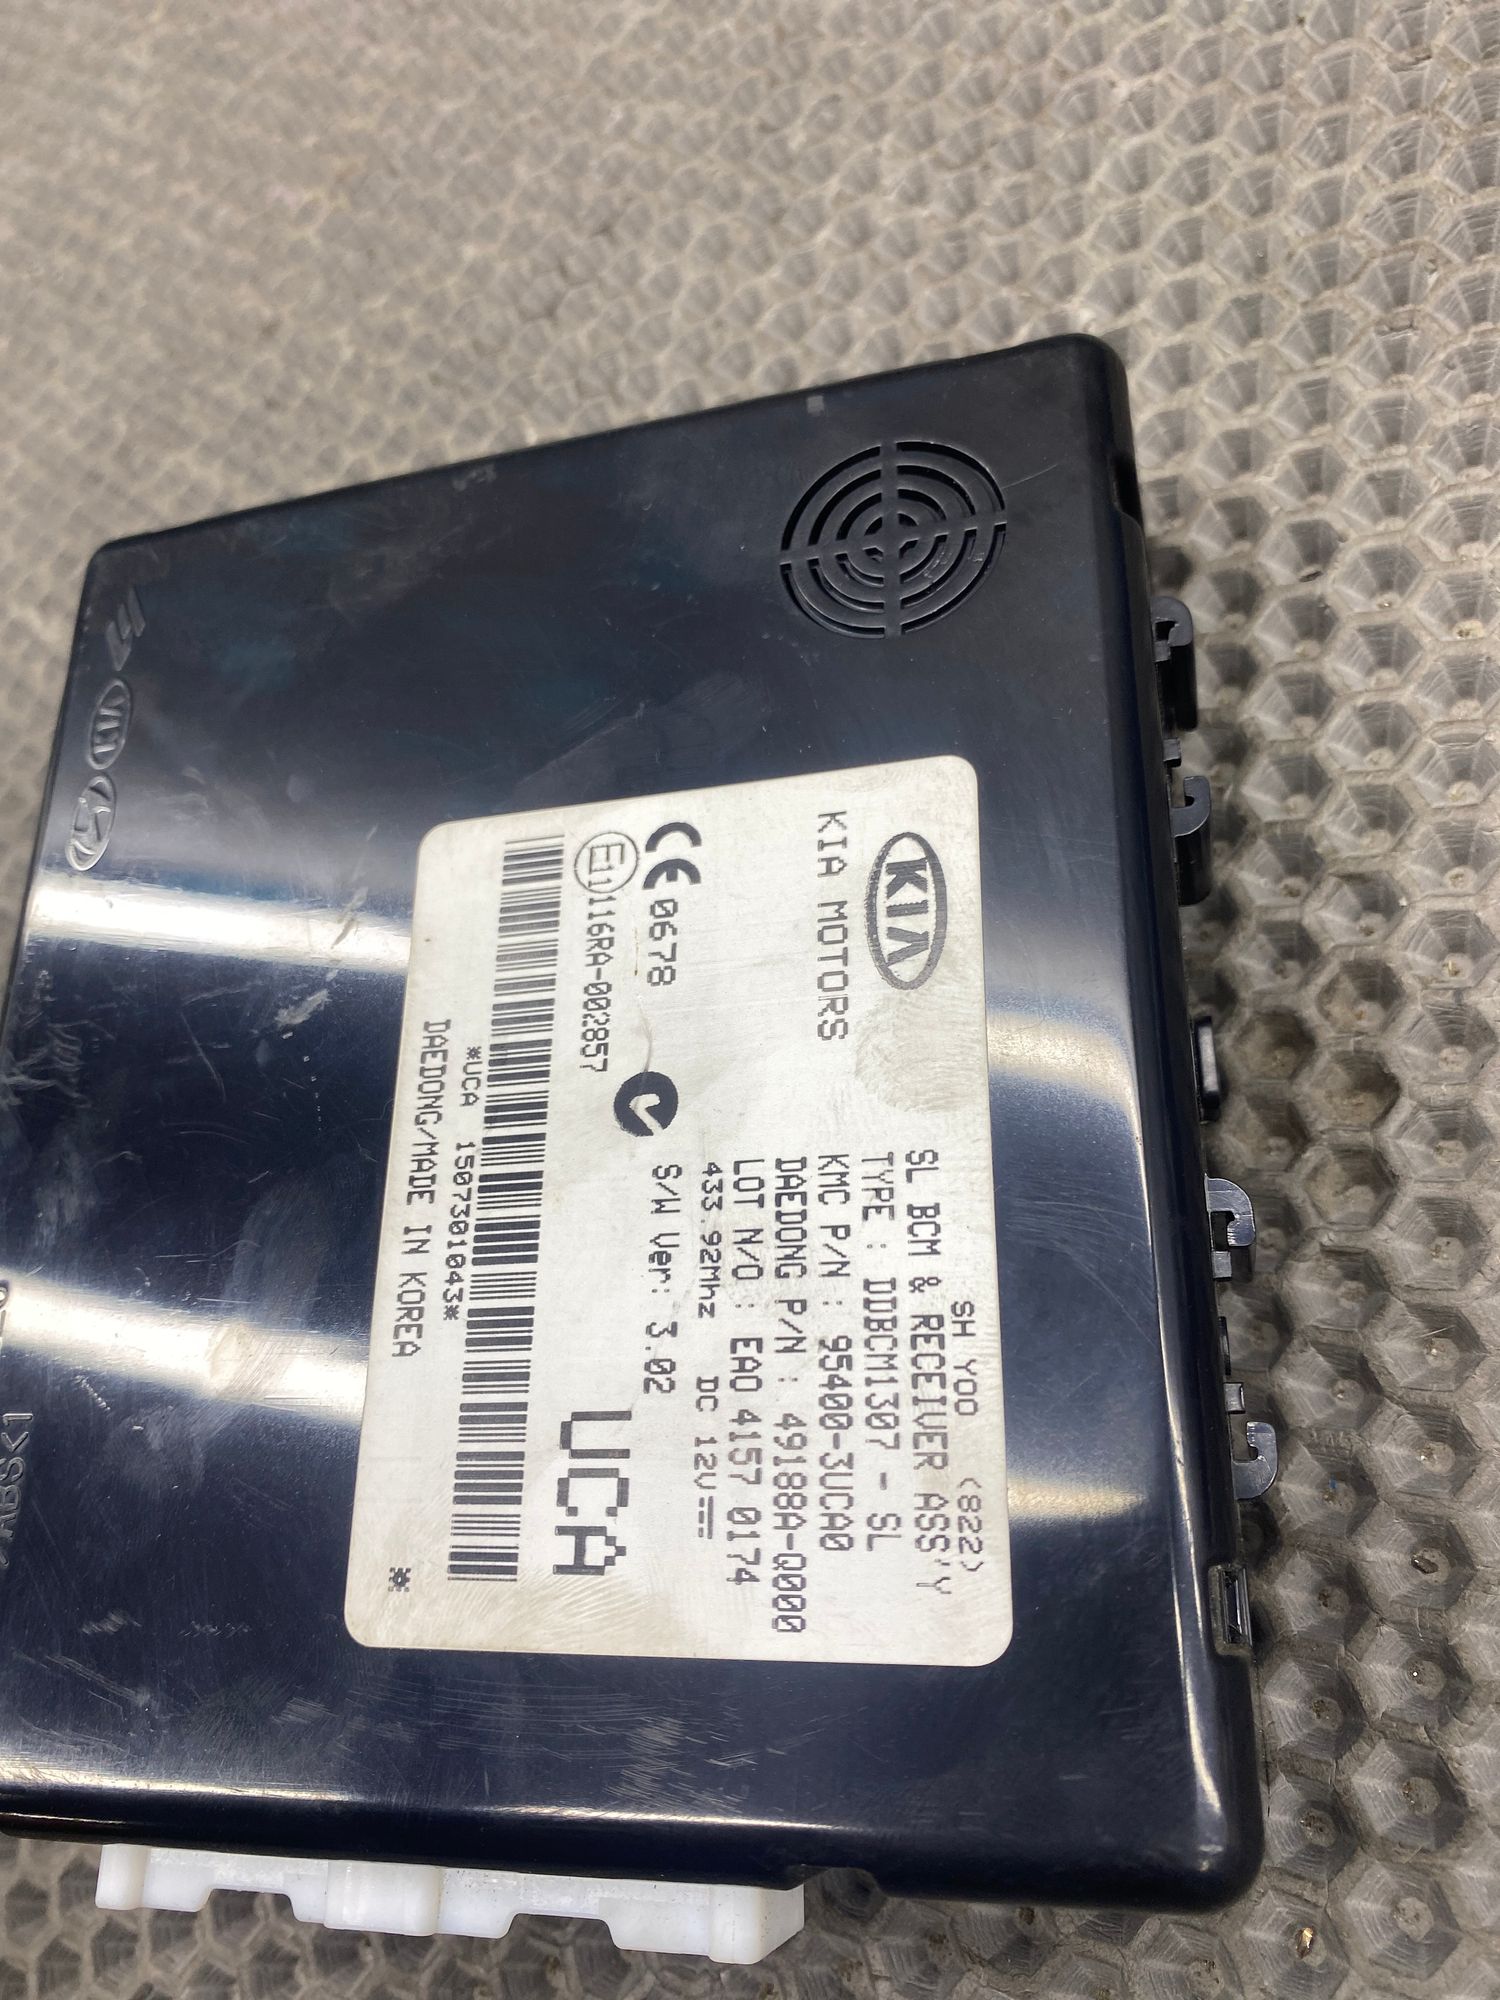 KIA
KIA MOTORS
SH YOO (822)
SL BCM & RECEIVER ASS'Y
TYPE : DDBCM1307 - SL
KMC P/N : 95400-3UCA0
DAEDONG P/N : 49188A-Q000
LOT N/O : EAO 4157 0174
433.92Mhz DC 12V
CE 0678
S/W Ver: 3.02
E11 116RA-002857
UCA
*UCA 1507301043*
DAEDONG/MADE IN KOREA
*
KIA